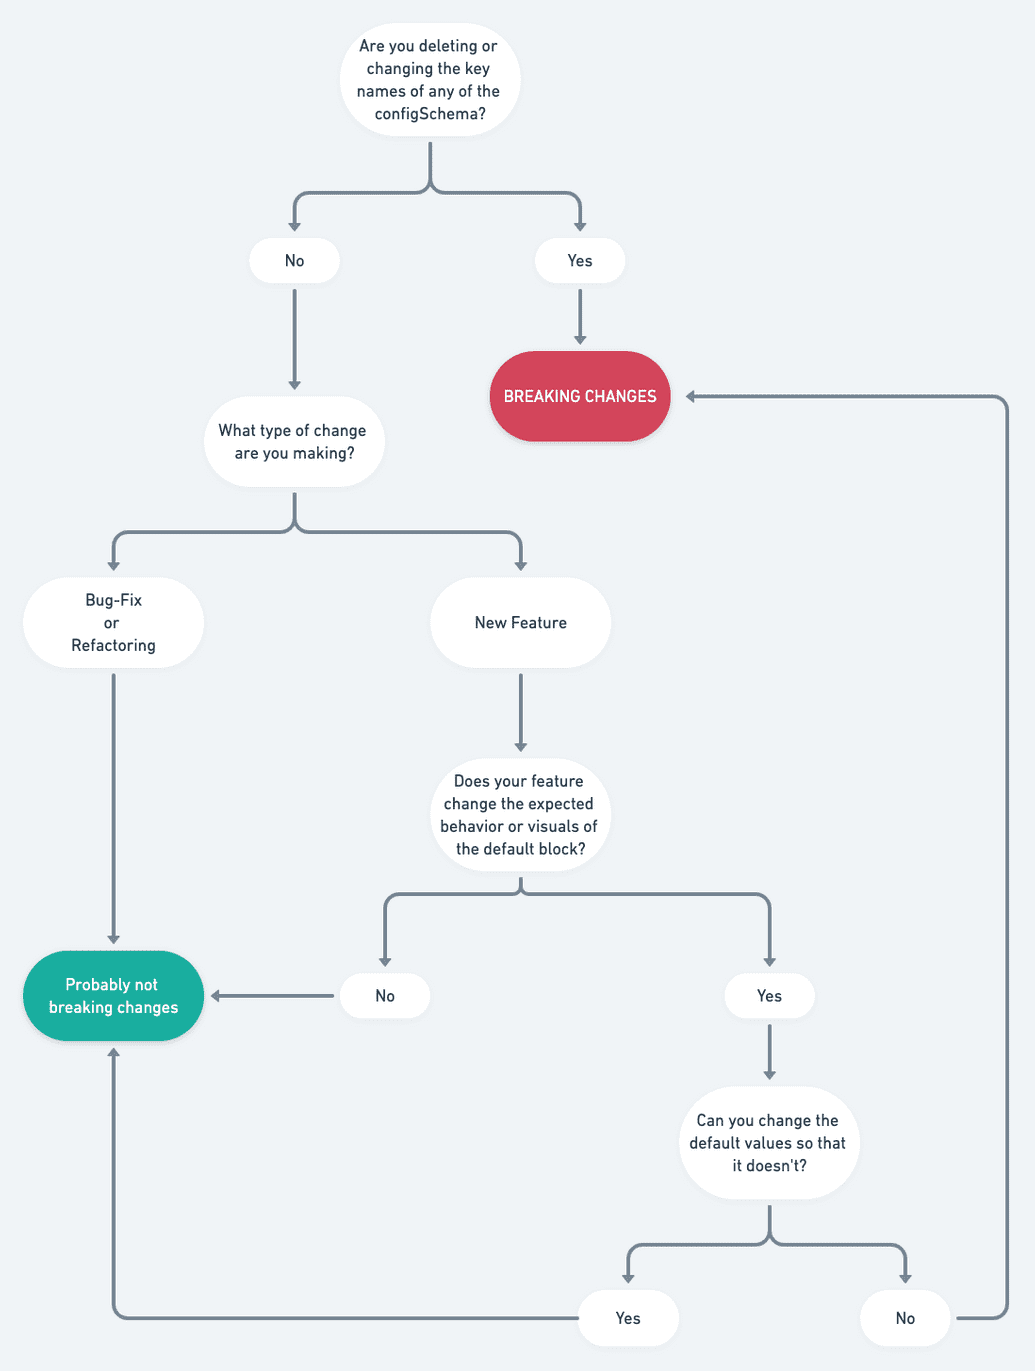 Are you deleting or
changing the key
names of any of the
configSchema?
No
Yes
BREAKING CHANGES
What type of change
are you making?
Bug-Fix
or
Refactoring
New Feature
Does your feature
change the expected
behavior or visuals of
the default block?
Probably not
breaking changes
No
Yes
Can you change the
default values so that
it doesn't?
Yes
No